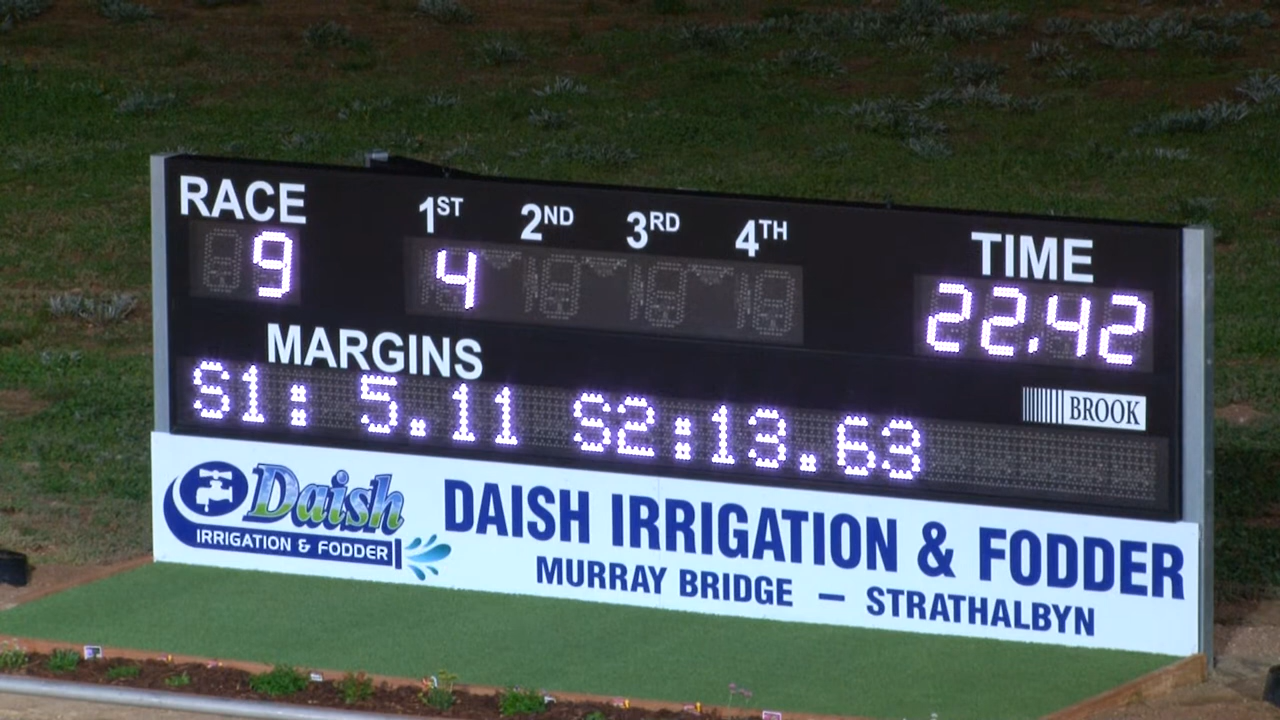 RACE 1ST 2ND 3RD 4TH TIME
9 4 22.42
MARGINS
S1: 5.11 S2:13.63
BROOK
Daish
IRRIGATION & FODDER
DAISH IRRIGATION & FODDER
MURRAY BRIDGE – STRATHALBYN